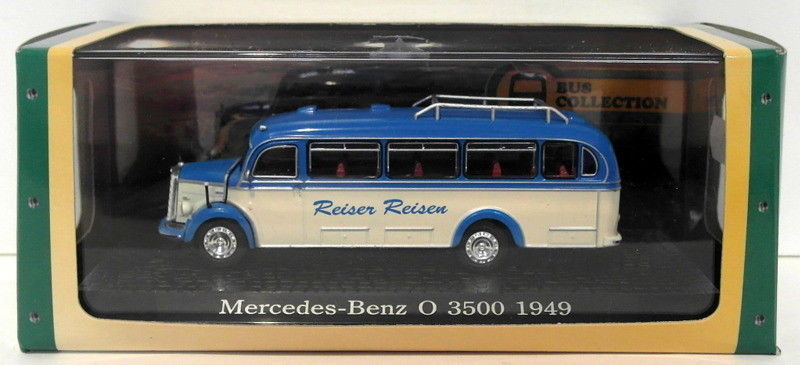 BUS
COLLECTION
Reiser Reisen
Mercedes-Benz O 3500 1949